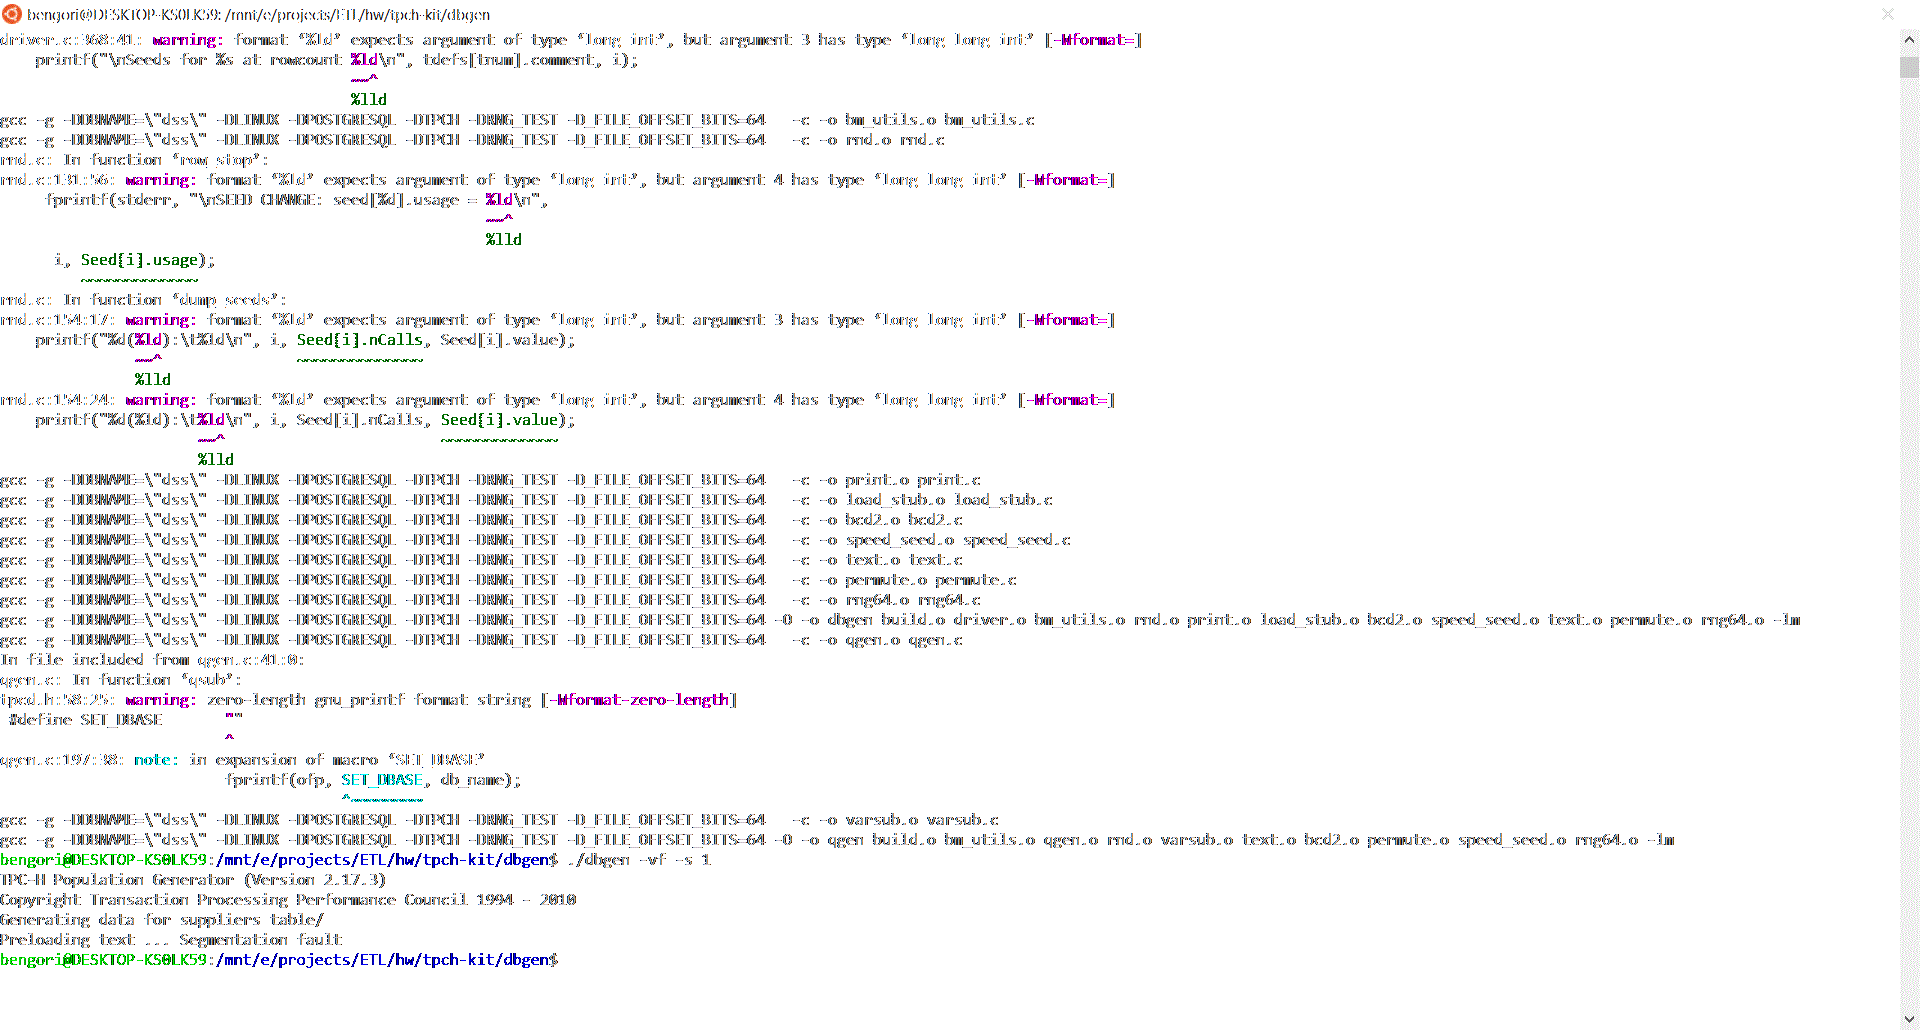 bengori@DESKTOP-KS0LK59: /mnt/e/projects/ETL/hw/tpch-kit/dbgen
driver.c:368:41: warning: format ‘%ld’ expects argument of type ‘long int’, but argument 3 has type ‘long long int’ [-Wformat=]
    printf("\nSeeds for %s at rowcount %ld\n", tdefs[tnum].comment, i);
                                       ~~^
                                       %lld
gcc -g -DDBNAME=\"dss\" -DLINUX -DPOSTGRESQL -DTPCH -DRNG_TEST -D_FILE_OFFSET_BITS=64   -c -o bm_utils.o bm_utils.c
gcc -g -DDBNAME=\"dss\" -DLINUX -DPOSTGRESQL -DTPCH -DRNG_TEST -D_FILE_OFFSET_BITS=64   -c -o rnd.o rnd.c
rnd.c: In function ‘row_stop’:
rnd.c:131:56: warning: format ‘%ld’ expects argument of type ‘long int’, but argument 4 has type ‘long long int’ [-Wformat=]
     fprintf(stderr, "\nSEED CHANGE: seed[%d].usage = %ld\n",
                                                      ~~^
                                                      %lld
      i, Seed[i].usage);
         ~~~~~~~~~~~~~
rnd.c: In function ‘dump_seeds’:
rnd.c:154:17: warning: format ‘%ld’ expects argument of type ‘long int’, but argument 3 has type ‘long long int’ [-Wformat=]
    printf("%d(%ld):\t%ld\n", i, Seed[i].nCalls, Seed[i].value);
               ~~^               ~~~~~~~~~~~~~~
               %lld
rnd.c:154:24: warning: format ‘%ld’ expects argument of type ‘long int’, but argument 4 has type ‘long long int’ [-Wformat=]
    printf("%d(%ld):\t%ld\n", i, Seed[i].nCalls, Seed[i].value);
                      ~~^                        ~~~~~~~~~~~~~
                      %lld
gcc -g -DDBNAME=\"dss\" -DLINUX -DPOSTGRESQL -DTPCH -DRNG_TEST -D_FILE_OFFSET_BITS=64   -c -o print.o print.c
gcc -g -DDBNAME=\"dss\" -DLINUX -DPOSTGRESQL -DTPCH -DRNG_TEST -D_FILE_OFFSET_BITS=64   -c -o load_stub.o load_stub.c
gcc -g -DDBNAME=\"dss\" -DLINUX -DPOSTGRESQL -DTPCH -DRNG_TEST -D_FILE_OFFSET_BITS=64   -c -o bcd2.o bcd2.c
gcc -g -DDBNAME=\"dss\" -DLINUX -DPOSTGRESQL -DTPCH -DRNG_TEST -D_FILE_OFFSET_BITS=64   -c -o speed_seed.o speed_seed.c
gcc -g -DDBNAME=\"dss\" -DLINUX -DPOSTGRESQL -DTPCH -DRNG_TEST -D_FILE_OFFSET_BITS=64   -c -o text.o text.c
gcc -g -DDBNAME=\"dss\" -DLINUX -DPOSTGRESQL -DTPCH -DRNG_TEST -D_FILE_OFFSET_BITS=64   -c -o permute.o permute.c
gcc -g -DDBNAME=\"dss\" -DLINUX -DPOSTGRESQL -DTPCH -DRNG_TEST -D_FILE_OFFSET_BITS=64   -c -o rng64.o rng64.c
gcc -g -DDBNAME=\"dss\" -DLINUX -DPOSTGRESQL -DTPCH -DRNG_TEST -D_FILE_OFFSET_BITS=64 -O -o dbgen build.o driver.o bm_utils.o rnd.o print.o load_stub.o bcd2.o speed_seed.o text.o permute.o rng64.o -lm
gcc -g -DDBNAME=\"dss\" -DLINUX -DPOSTGRESQL -DTPCH -DRNG_TEST -D_FILE_OFFSET_BITS=64   -c -o qgen.o qgen.c
In file included from qgen.c:41:0:
qgen.c: In function ‘qsub’:
tpcd.h:58:25: warning: zero-length gnu_printf format string [-Wformat-zero-length]
 #define SET_DBASE       ""
                         ^
qgen.c:197:38: note: in expansion of macro ‘SET_DBASE’
                         fprintf(ofp, SET_DBASE, db_name);
                                      ^~~~~~~~~
gcc -g -DDBNAME=\"dss\" -DLINUX -DPOSTGRESQL -DTPCH -DRNG_TEST -D_FILE_OFFSET_BITS=64   -c -o varsub.o varsub.c
gcc -g -DDBNAME=\"dss\" -DLINUX -DPOSTGRESQL -DTPCH -DRNG_TEST -D_FILE_OFFSET_BITS=64 -O -o qgen build.o bm_utils.o qgen.o rnd.o varsub.o text.o bcd2.o permute.o speed_seed.o rng64.o -lm
bengori@DESKTOP-KS0LK59:/mnt/e/projects/ETL/hw/tpch-kit/dbgen$ ./dbgen -vf -s 1
TPC-H Population Generator (Version 2.17.3)
Copyright Transaction Processing Performance Council 1994 - 2010
Generating data for suppliers table/
Preloading text ... Segmentation fault
bengori@DESKTOP-KS0LK59:/mnt/e/projects/ETL/hw/tpch-kit/dbgen$